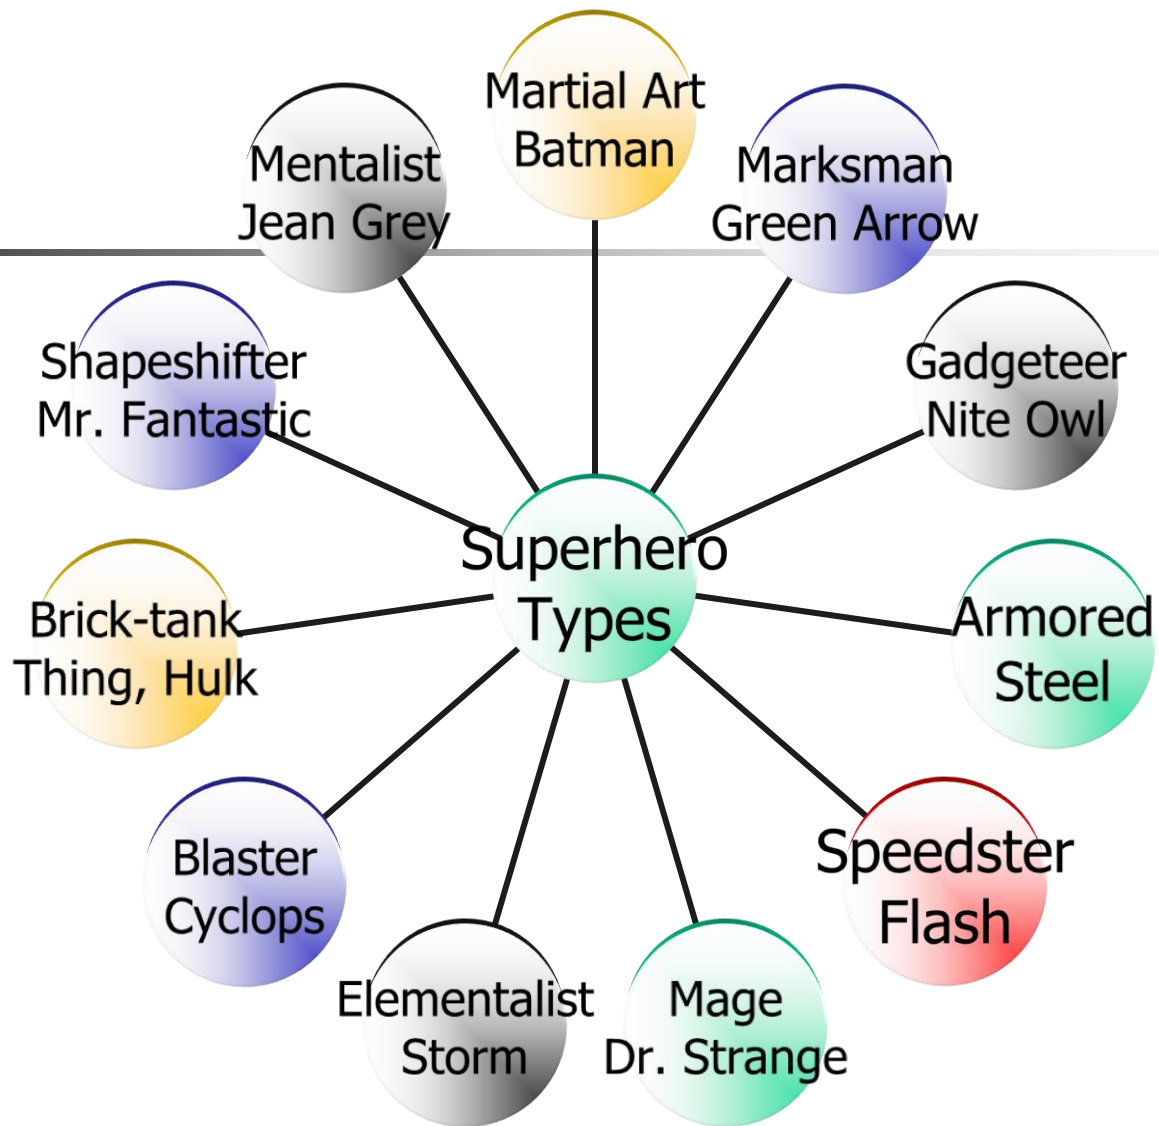 Martial Art
Batman
Marksman
Green Arrow
Gadgeteer
Nite Owl
Armored
Steel
Speedster
Flash
Mage
Dr. Strange
Elementalist
Storm
Blaster
Cyclops
Brick-tank
Thing, Hulk
Shapeshifter
Mr. Fantastic
Mentalist
Jean Grey
Superhero
Types